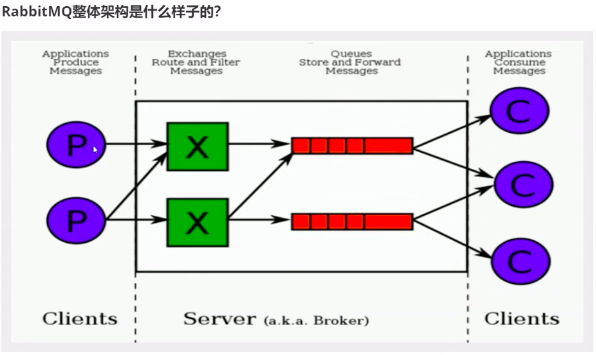 RabbitMQ整体架构是什么样子的?
Applications
Produce
Messages
Exchanges
Route and Filter
Messages
Queues
Store and Forward
Messages
Applications
Consume
Messages
P
X
C
C
P
X
C
Clients
Server (a.k.a. Broker)
Clients